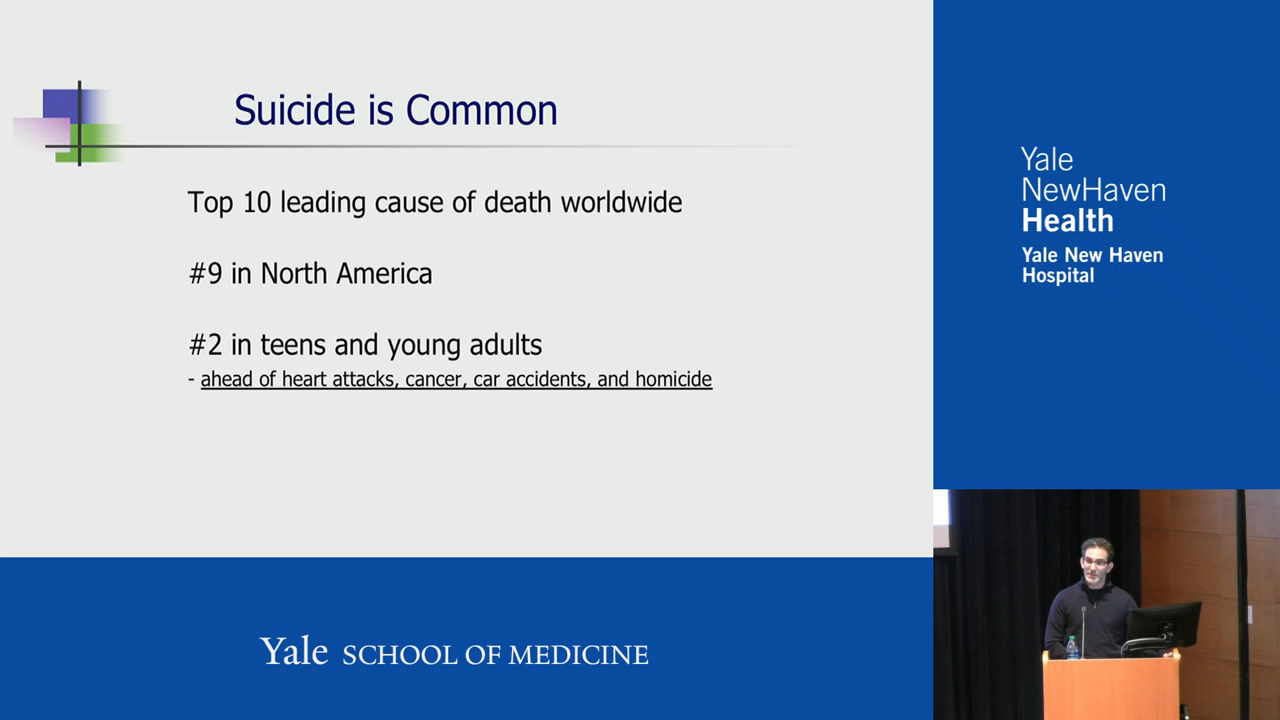 Suicide is Common
Top 10 leading cause of death worldwide
#9 in North America
#2 in teens and young adults
- ahead of heart attacks, cancer, car accidents, and homicide
Yale SCHOOL OF MEDICINE
Yale
NewHaven
Health
Yale New Haven
Hospital